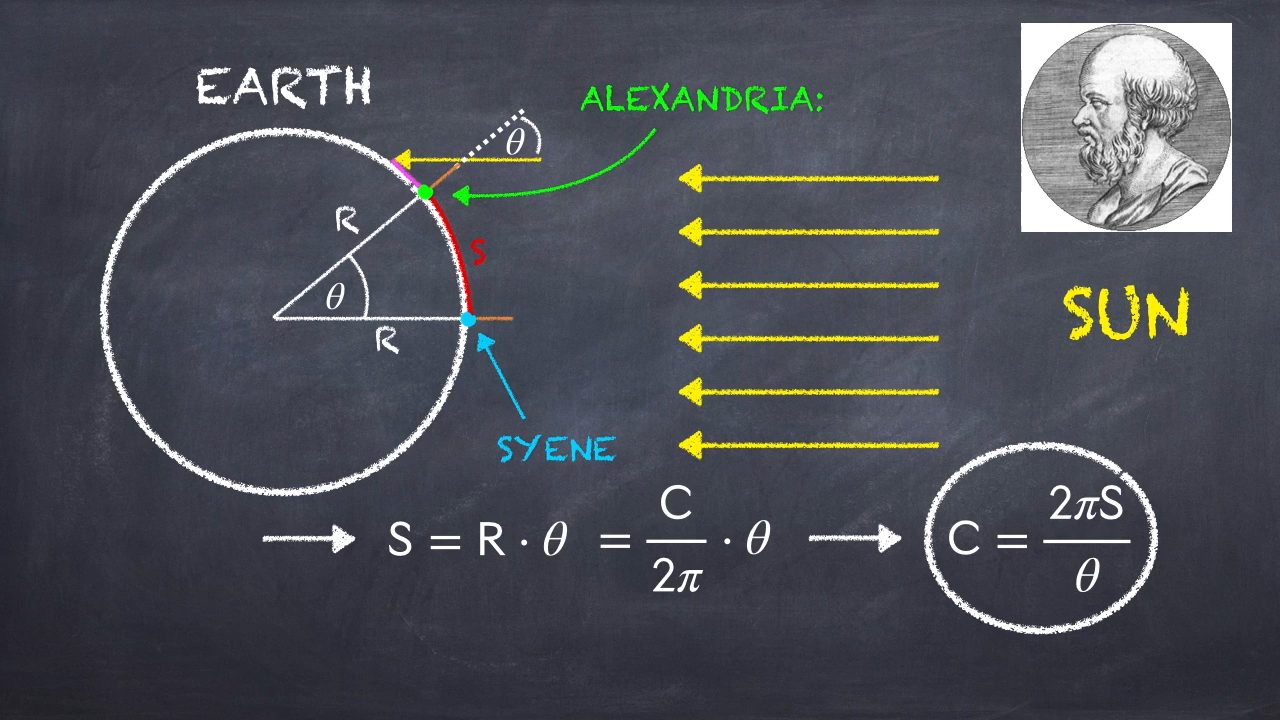 EARTH
ALEXANDRIA:
θ
R
S
θ
R
SUN
SYENE
S = R · θ = C/2π · θ
C = 2πS/θ